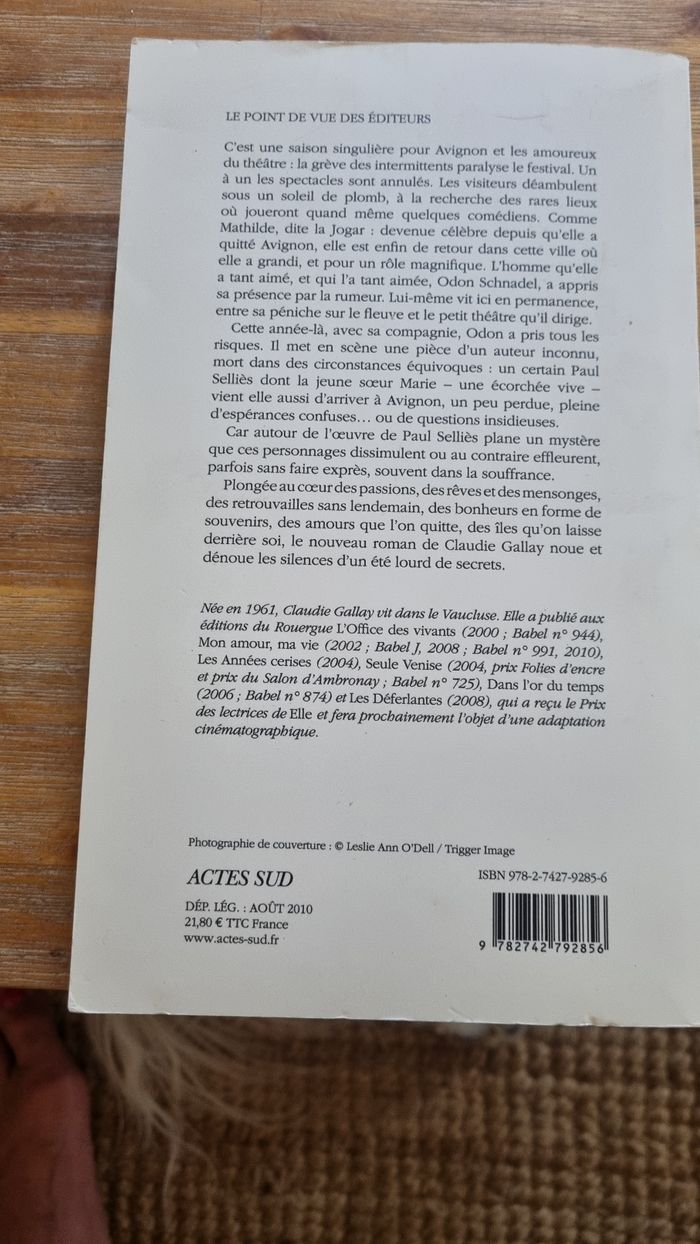 LE POINT DE VUE DES ÉDITEURS
C'est une saison singulière pour Avignon et les amoureux
du théâtre : la grève des intermittents paralyse le festival. Un
à un les spectacles sont annulés. Les visiteurs déambulent
sous un soleil de plomb, à la recherche des rares lieux
où joueront quand même quelques comédiens. Comme
Mathilde, dite la Jogar : devenue célèbre depuis qu'elle a
quitté Avignon, elle est enfin de retour dans cette ville où
elle a grandi, et pour un rôle magnifique. L'homme qu'elle
a tant aimé, et qui l'a tant aimée, Odon Schnadel, a appris
sa présence par la rumeur. Lui-même vit ici en permanence,
entre sa péniche sur le fleuve et le petit théâtre qu'il dirige.
Cette année-là, avec sa compagnie, Odon a pris tous les
risques. Il met en scène une pièce d'un auteur inconnu,
mort dans des circonstances équivoques : un certain Paul
Selliès dont la jeune sœur Marie – une écorchée vive –
vient elle aussi d'arriver à Avignon, un peu perdue, pleine
d'espérances confuses… ou de questions insidieuses.
Car autour de l'œuvre de Paul Selliès plane un mystère
que ces personnages dissimulent ou au contraire effleurent,
parfois sans faire exprès, souvent dans la souffrance.
Plongée au cœur des passions, des rêves et des mensonges,
des retrouvailles sans lendemain, des bonheurs en forme de
souvenirs, des amours que l'on quitte, des îles qu'on laisse
derrière soi, le nouveau roman de Claudie Gallay noue et
dénoue les silences d'un été lourd de secrets.
Née en 1961, Claudie Gallay vit dans le Vaucluse. Elle a publié aux
éditions du Rouergue L'Office des vivants (2000 ; Babel n° 944),
Mon amour, ma vie (2002 ; Babel J, 2008 ; Babel n° 991, 2010),
Les Années cerises (2004), Seule Venise (2004, prix Folies d'encre
et prix du Salon d'Ambronay ; Babel n° 725), Dans l'or du temps
(2006 ; Babel n° 874) et Les Déferlantes (2008), qui a reçu le Prix
des lectrices de Elle et fera prochainement l'objet d'une adaptation
cinématographique.
Photographie de couverture : © Leslie Ann O'Dell / Trigger Image
ACTES SUD
ISBN 978-2-7427-9285-6
DÉP. LÉG. : AOÛT 2010
21,80 € TTC France
www.actes-sud.fr
9 782742 792856